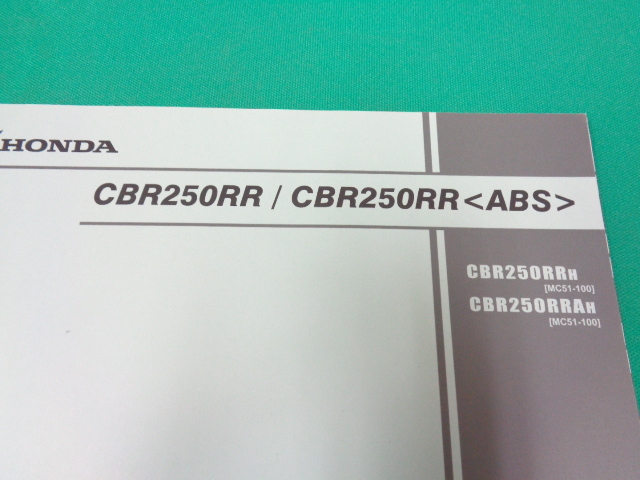 HONDA
CBR250RR / CBR250RR<ABS>
CBR250RRH
[MC51-100]
CBR250RRAH
[MC51-100]